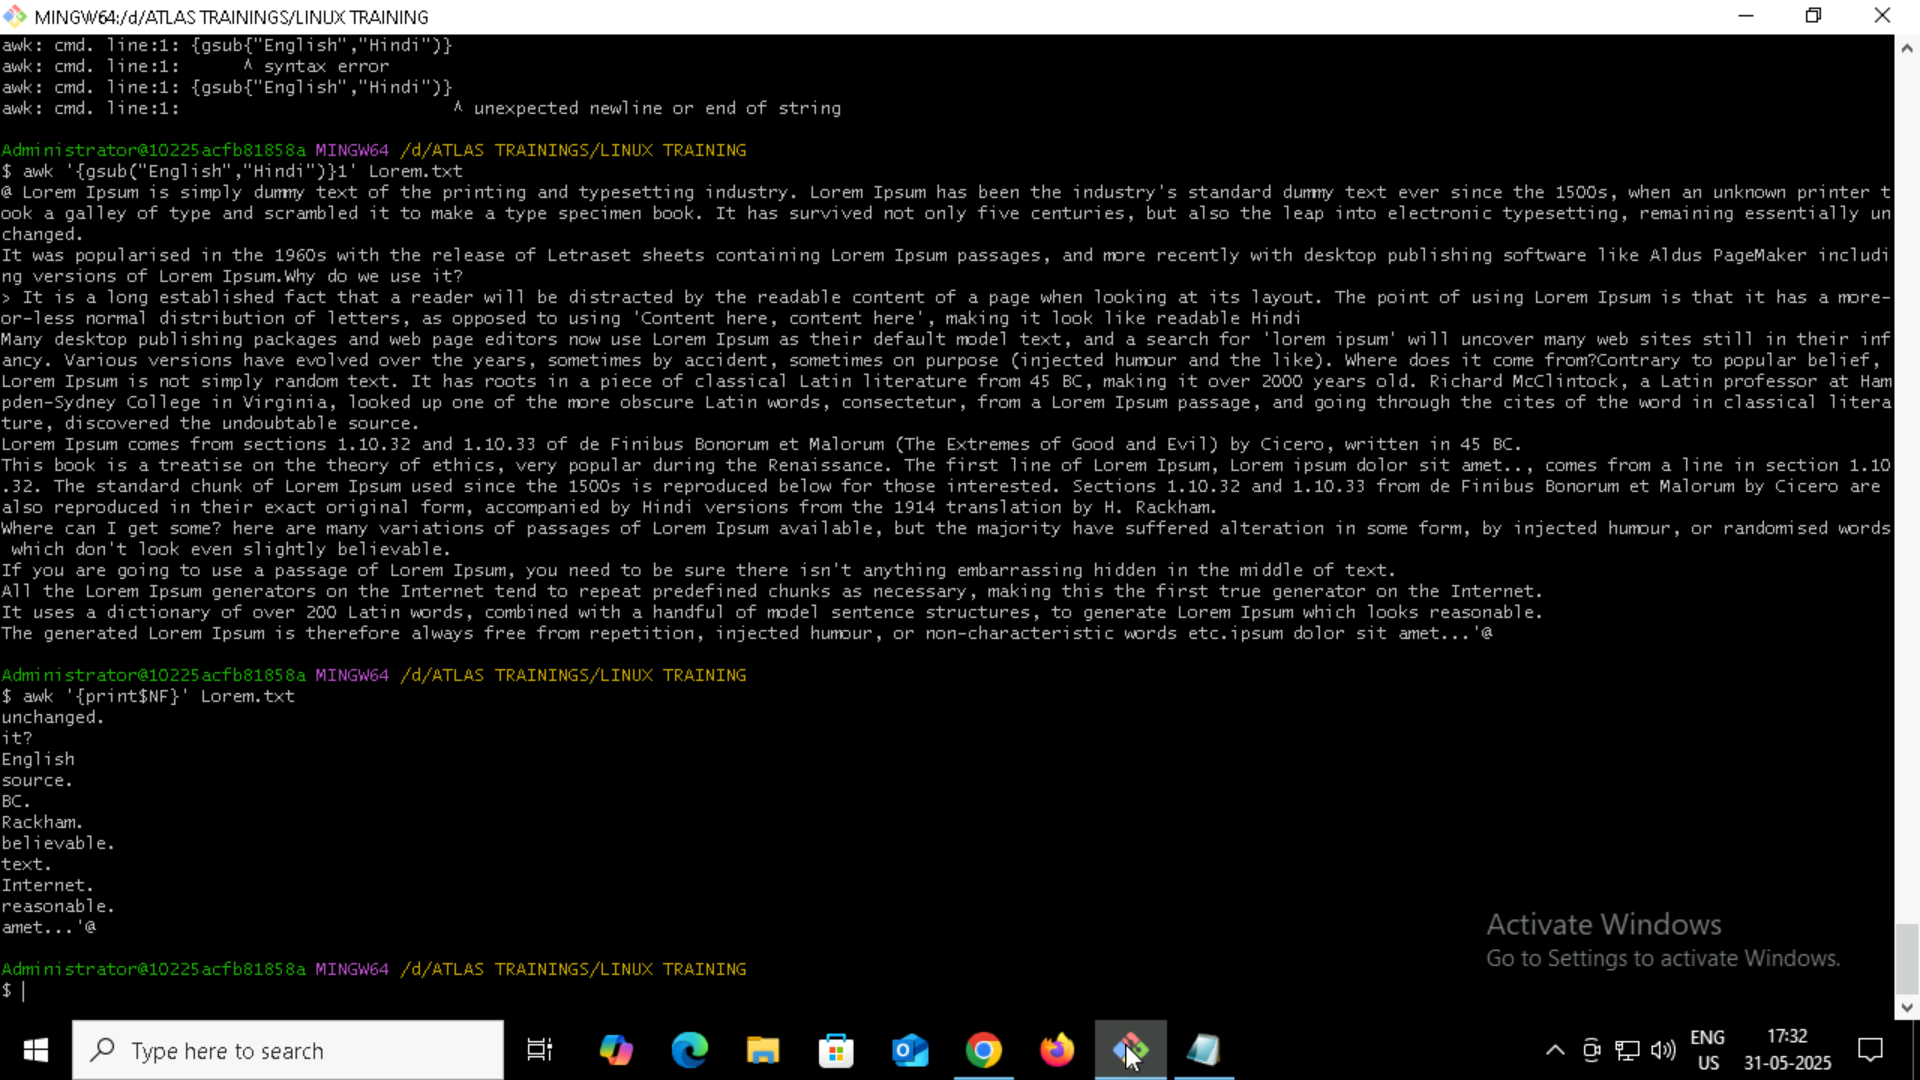 MINGW64:/d/ATLAS TRAININGS/LINUX TRAINING
awk: cmd. line:1: {gsub{"English","Hindi")}
awk: cmd. line:1:      ^ syntax error
awk: cmd. line:1: {gsub{"English","Hindi")}
awk: cmd. line:1:                          ^ unexpected newline or end of string
Administrator@10225acfb81858a MINGW64 /d/ATLAS TRAININGS/LINUX TRAINING
$ awk '{gsub("English","Hindi")}1' Lorem.txt
@ Lorem Ipsum is simply dummy text of the printing and typesetting industry. Lorem Ipsum has been the industry's standard dummy text ever since the 1500s, when an unknown printer t
ook a galley of type and scrambled it to make a type specimen book. It has survived not only five centuries, but also the leap into electronic typesetting, remaining essentially un
changed.
It was popularised in the 1960s with the release of Letraset sheets containing Lorem Ipsum passages, and more recently with desktop publishing software like Aldus PageMaker includi
ng versions of Lorem Ipsum.Why do we use it?
> It is a long established fact that a reader will be distracted by the readable content of a page when looking at its layout. The point of using Lorem Ipsum is that it has a more-
or-less normal distribution of letters, as opposed to using 'Content here, content here', making it look like readable Hindi
Many desktop publishing packages and web page editors now use Lorem Ipsum as their default model text, and a search for 'lorem ipsum' will uncover many web sites still in their inf
ancy. Various versions have evolved over the years, sometimes by accident, sometimes on purpose (injected humour and the like). Where does it come from?Contrary to popular belief,
Lorem Ipsum is not simply random text. It has roots in a piece of classical Latin literature from 45 BC, making it over 2000 years old. Richard McClintock, a Latin professor at Ham
pden-Sydney College in Virginia, looked up one of the more obscure Latin words, consectetur, from a Lorem Ipsum passage, and going through the cites of the word in classical litera
ture, discovered the undoubtable source.
Lorem Ipsum comes from sections 1.10.32 and 1.10.33 of de Finibus Bonorum et Malorum (The Extremes of Good and Evil) by Cicero, written in 45 BC.
This book is a treatise on the theory of ethics, very popular during the Renaissance. The first line of Lorem Ipsum, Lorem ipsum dolor sit amet.., comes from a line in section 1.10
.32. The standard chunk of Lorem Ipsum used since the 1500s is reproduced below for those interested. Sections 1.10.32 and 1.10.33 from de Finibus Bonorum et Malorum by Cicero are
also reproduced in their exact original form, accompanied by Hindi versions from the 1914 translation by H. Rackham.
Where can I get some? here are many variations of passages of Lorem Ipsum available, but the majority have suffered alteration in some form, by injected humour, or randomised words
 which don't look even slightly believable.
If you are going to use a passage of Lorem Ipsum, you need to be sure there isn't anything embarrassing hidden in the middle of text.
All the Lorem Ipsum generators on the Internet tend to repeat predefined chunks as necessary, making this the first true generator on the Internet.
It uses a dictionary of over 200 Latin words, combined with a handful of model sentence structures, to generate Lorem Ipsum which looks reasonable.
The generated Lorem Ipsum is therefore always free from repetition, injected humour, or non-characteristic words etc.ipsum dolor sit amet...'@
Administrator@10225acfb81858a MINGW64 /d/ATLAS TRAININGS/LINUX TRAINING
$ awk '{print$NF}' Lorem.txt
unchanged.
it?
English
source.
BC.
Rackham.
believable.
text.
Internet.
reasonable.
amet...'@
Administrator@10225acfb81858a MINGW64 /d/ATLAS TRAININGS/LINUX TRAINING
$
Activate Windows
Go to Settings to activate Windows.
Type here to search
ENG
US
17:32
31-05-2025